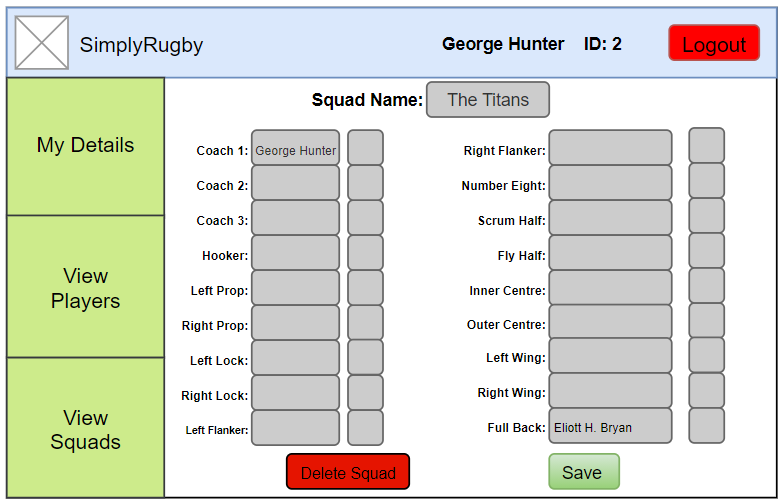 SimplyRugby
George Hunter ID: 2
Logout
My Details
View
Players
View
Squads
Squad Name: The Titans
Coach 1: George Hunter
Coach 2:
Coach 3:
Hooker:
Left Prop:
Right Prop:
Left Lock:
Right Lock:
Left Flanker:
Right Flanker:
Number Eight:
Scrum Half:
Fly Half:
Inner Centre:
Outer Centre:
Left Wing:
Right Wing:
Full Back: Eliott H. Bryan
Delete Squad
Save